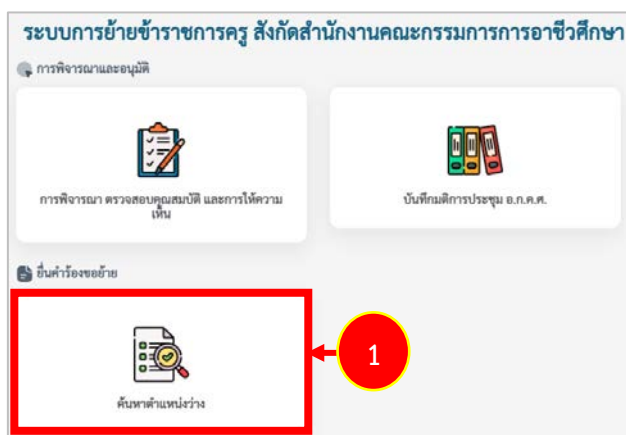 ระบบการย้ายข้าราชการครู สังกัดสำนักงานคณะกรรมการการอาชีวศึกษา
การพิจารณาและอนุมัติ
การพิจารณา ตรวจสอบคุณสมบัติ และการให้ความ
เห็น
บันทึกมติการประชุม อ.ก.ค.ศ.
ยื่นคำร้องขอย้าย
1
ค้นหาตำแหน่งว่าง